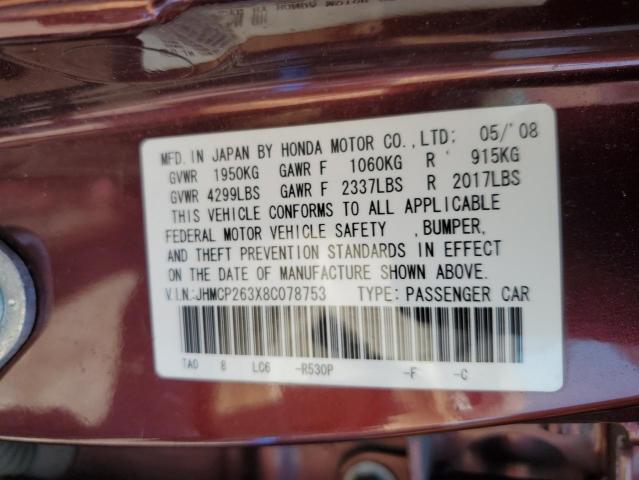 MFD. IN JAPAN BY HONDA MOTOR CO., LTD: 05/'08
GVWR 1950KG GAWR F 1060KG R 915KG
GVWR 4299LBS GAWR F 2337LBS R 2017LBS
THIS VEHICLE CONFORMS TO ALL APPLICABLE
FEDERAL MOTOR VEHICLE SAFETY ,BUMPER,
AND THEFT PREVENTION STANDARDS IN EFFECT
ON THE DATE OF MANUFACTURE SHOWN ABOVE.
V.I.N.:JHMCP263X8C078753 TYPE: PASSENGER CAR
TA0 8 LC6 -R530P -F -C